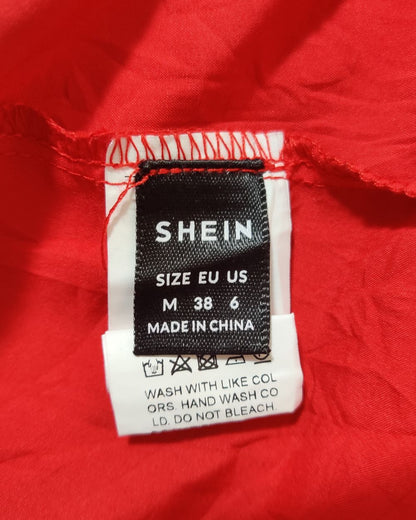 SHEIN
SIZE EU US
M 38 6
MADE IN CHINA
WASH WITH LIKE COL
ORS. HAND WASH CO
LD. DO NOT BLEACH